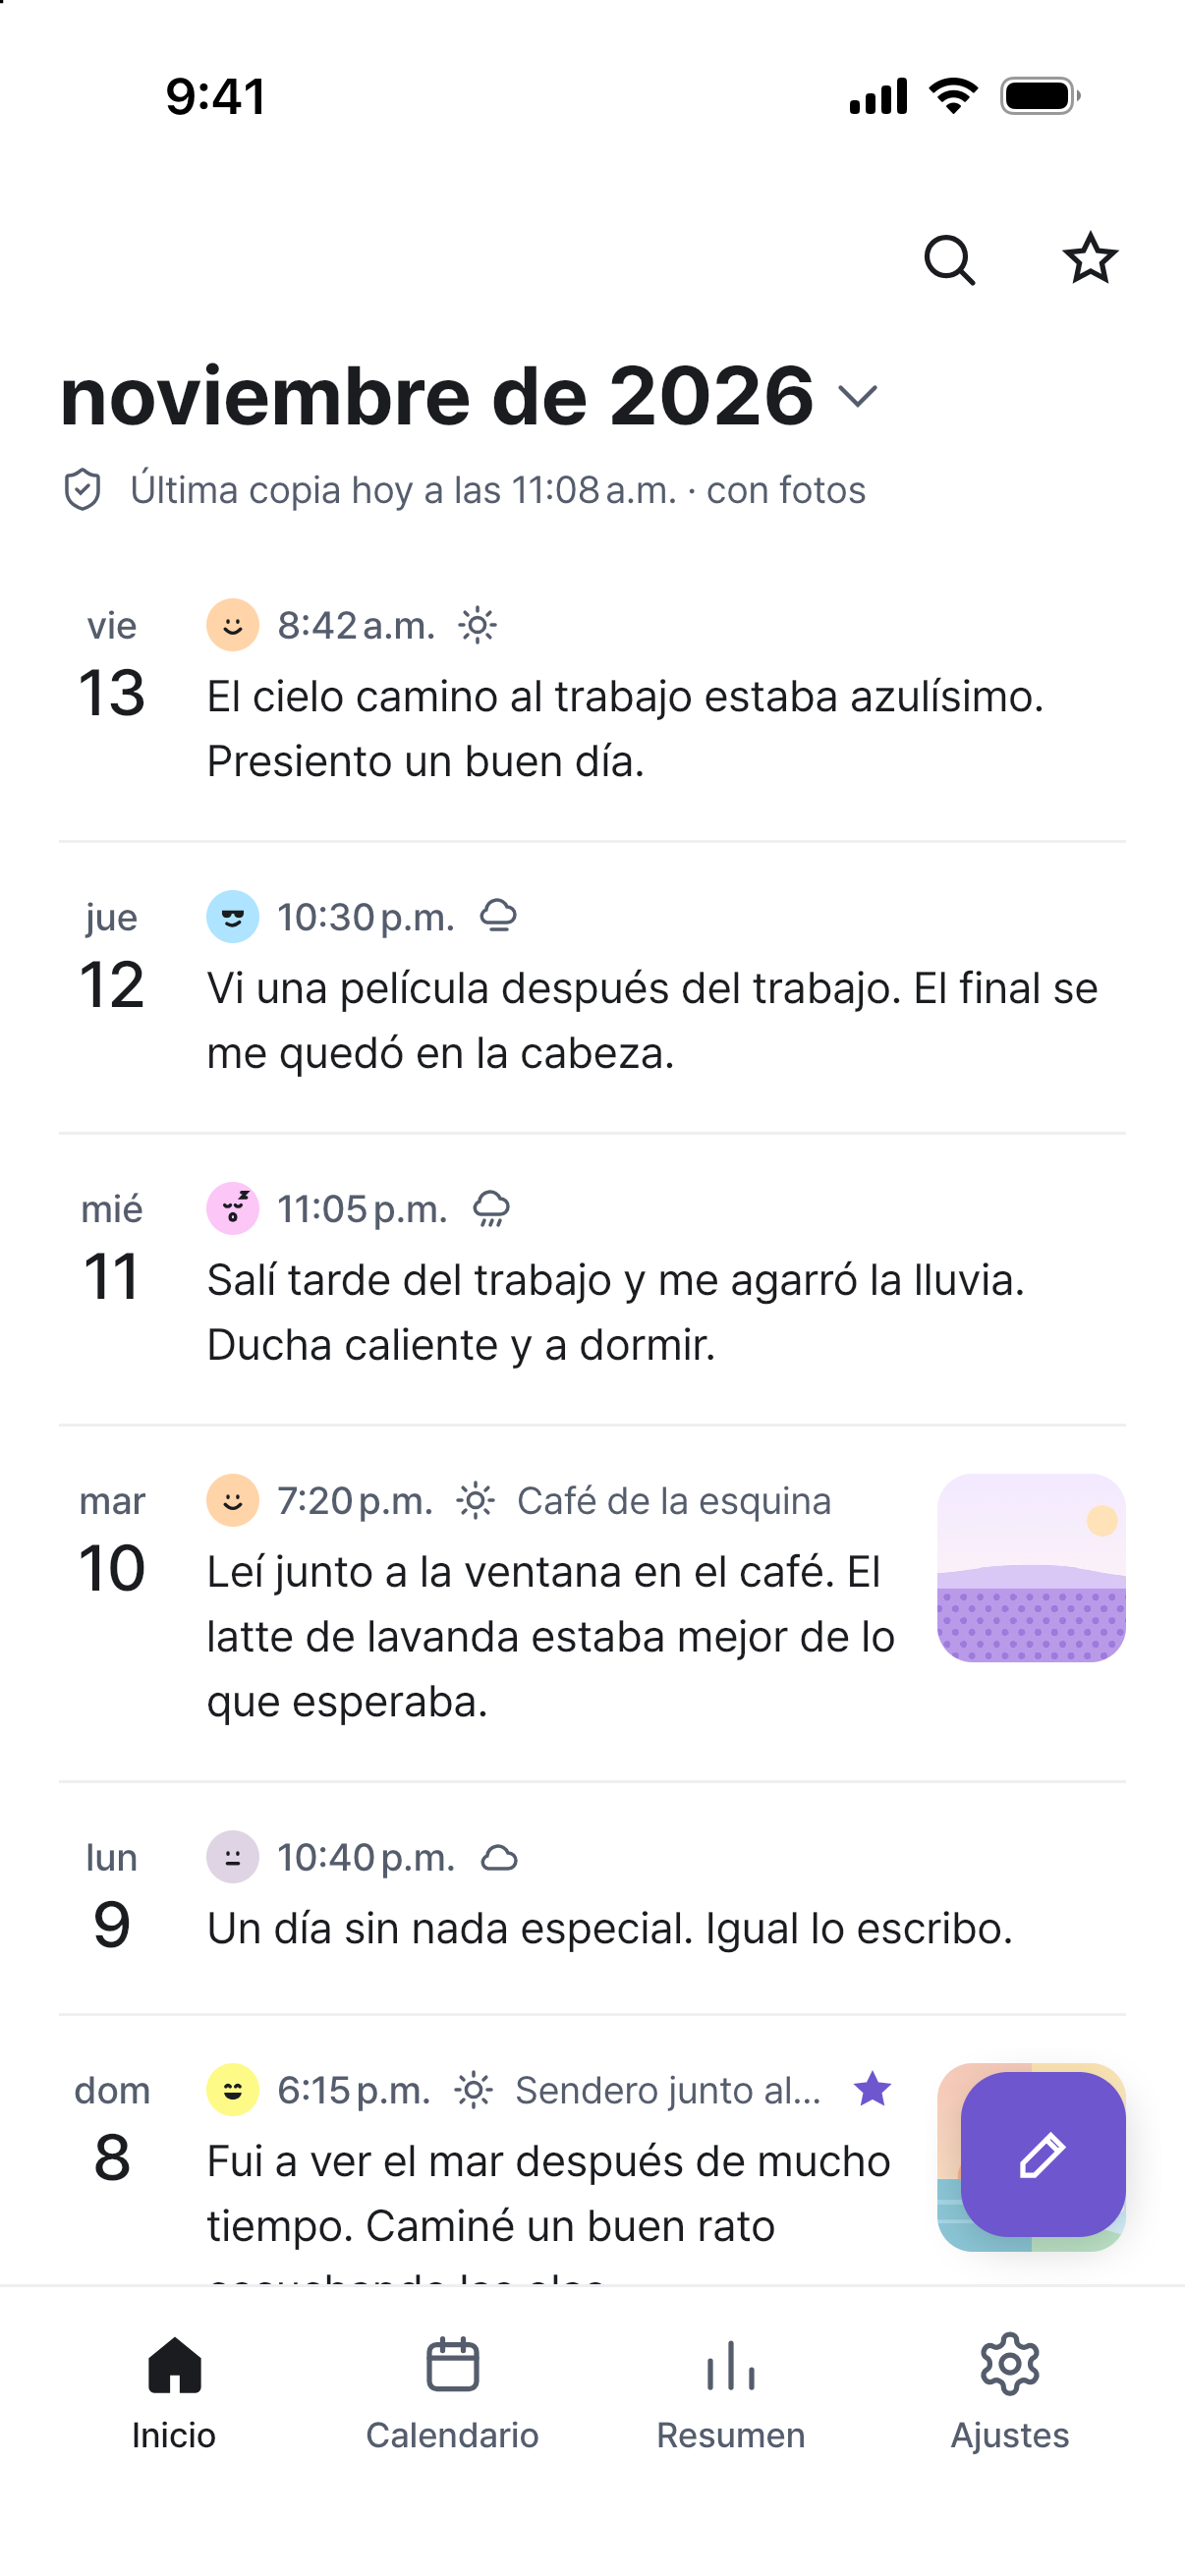 9:41
noviembre de 2026
Última copia hoy a las 11:08 a.m. · con fotos
vie
8:42 a.m.
13
El cielo camino al trabajo estaba azulísimo.
Presiento un buen día.
jue
10:30 p.m.
12
Vi una película después del trabajo. El final se
me quedó en la cabeza.
mié
11:05 p.m.
11
Salí tarde del trabajo y me agarró la lluvia.
Ducha caliente y a dormir.
mar
7:20 p.m. Café de la esquina
10
Leí junto a la ventana en el café. El
latte de lavanda estaba mejor de lo
que esperaba.
lun
10:40 p.m.
9
Un día sin nada especial. Igual lo escribo.
dom
6:15 p.m. Sendero junto al...
8
Fui a ver el mar después de mucho
tiempo. Caminé un buen rato
Inicio
Calendario
Resumen
Ajustes